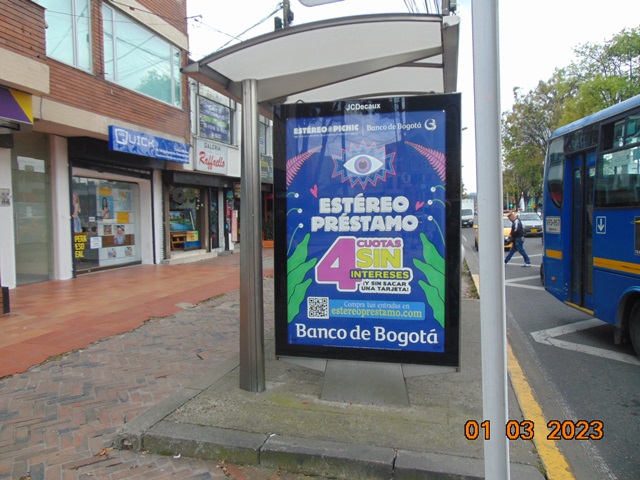 JCDecaux
ESTÉREO PICNIC Banco de Bogotá
ESTÉREO
PRÉSTAMO
4 CUOTAS
SIN
INTERESES
¡Y SIN SACAR
UNA TARJETA!
Compra tus entradas en
estereoprestamo.com
Banco de Bogotá
QUICK
GALERIA
Raffaello
01 03 2023